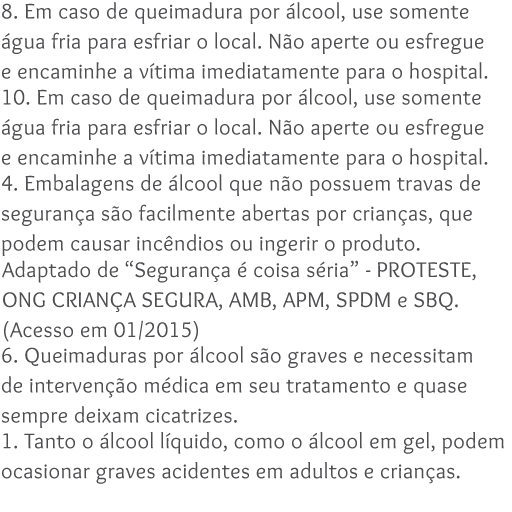 8. Em caso de queimadura por álcool, use somente
água fria para esfriar o local. Não aperte ou esfregue
e encaminhe a vítima imediatamente para o hospital.
10. Em caso de queimadura por álcool, use somente
água fria para esfriar o local. Não aperte ou esfregue
e encaminhe a vítima imediatamente para o hospital.
4. Embalagens de álcool que não possuem travas de
segurança são facilmente abertas por crianças, que
podem causar incêndios ou ingerir o produto.
Adaptado de “Segurança é coisa séria” - PROTESTE,
ONG CRIANÇA SEGURA, AMB, APM, SPDM e SBQ.
(Acesso em 01/2015)
6. Queimaduras por álcool são graves e necessitam
de intervenção médica em seu tratamento e quase
sempre deixam cicatrizes.
1. Tanto o álcool líquido, como o álcool em gel, podem
ocasionar graves acidentes em adultos e crianças.